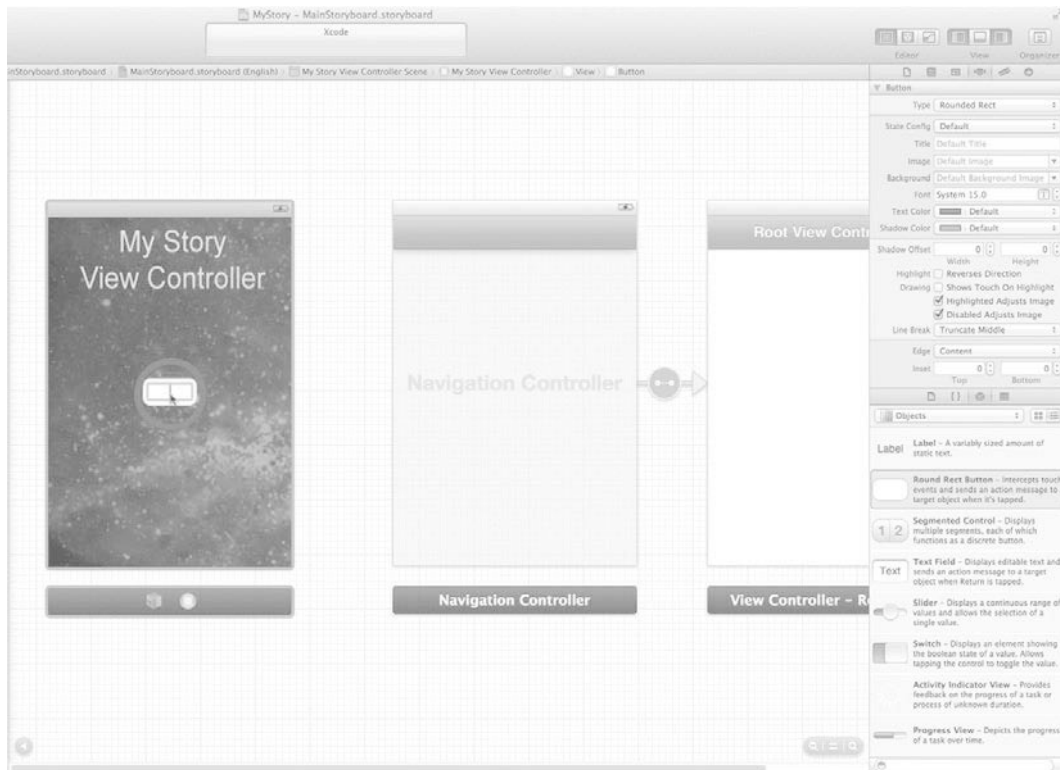 MyStory – MainStoryboard.storyboard
Xcode
Editor View Organizer
inStoryboard.storyboard MainStoryboard.storyboard (English) My Story View Controller Scene My Story View Controller View Button
Button
Type Rounded Rect
State Config Default
Title Default Title
Image Default Image
Background Default Background Image
Font System 15.0
Text Color Default
Shadow Color Default
Shadow Offset 0 0
Width Height
Highlight Reverses Direction
Drawing Shows Touch On Highlight
Highlighted Adjusts Image
Disabled Adjusts Image
Line Break Truncate Middle
Edge Content
Inset 0 0
Top Bottom
My Story
View Controller
Navigation Controller
Root View Contr
Navigation Controller
View Controller – Ro
Objects
Label
Label – A variably sized amount of
static text.
Round Rect Button – Intercepts touch
events and sends an action message to
target object when it's tapped.
1 2
Segmented Control – Displays
multiple segments, each of which
functions as a discrete button.
Text
Text Field – Displays editable text and
sends an action message to a target
object when Return is tapped.
Slider – Displays a continuous range of
values and allows the selection of a
single value.
Switch – Displays an element showing
the boolean state of a value. Allows
tapping the control to toggle the value.
Activity Indicator View – Provides
feedback on the progress of a task or
process of unknown duration.
Progress View – Depicts the progress
of a task over time.